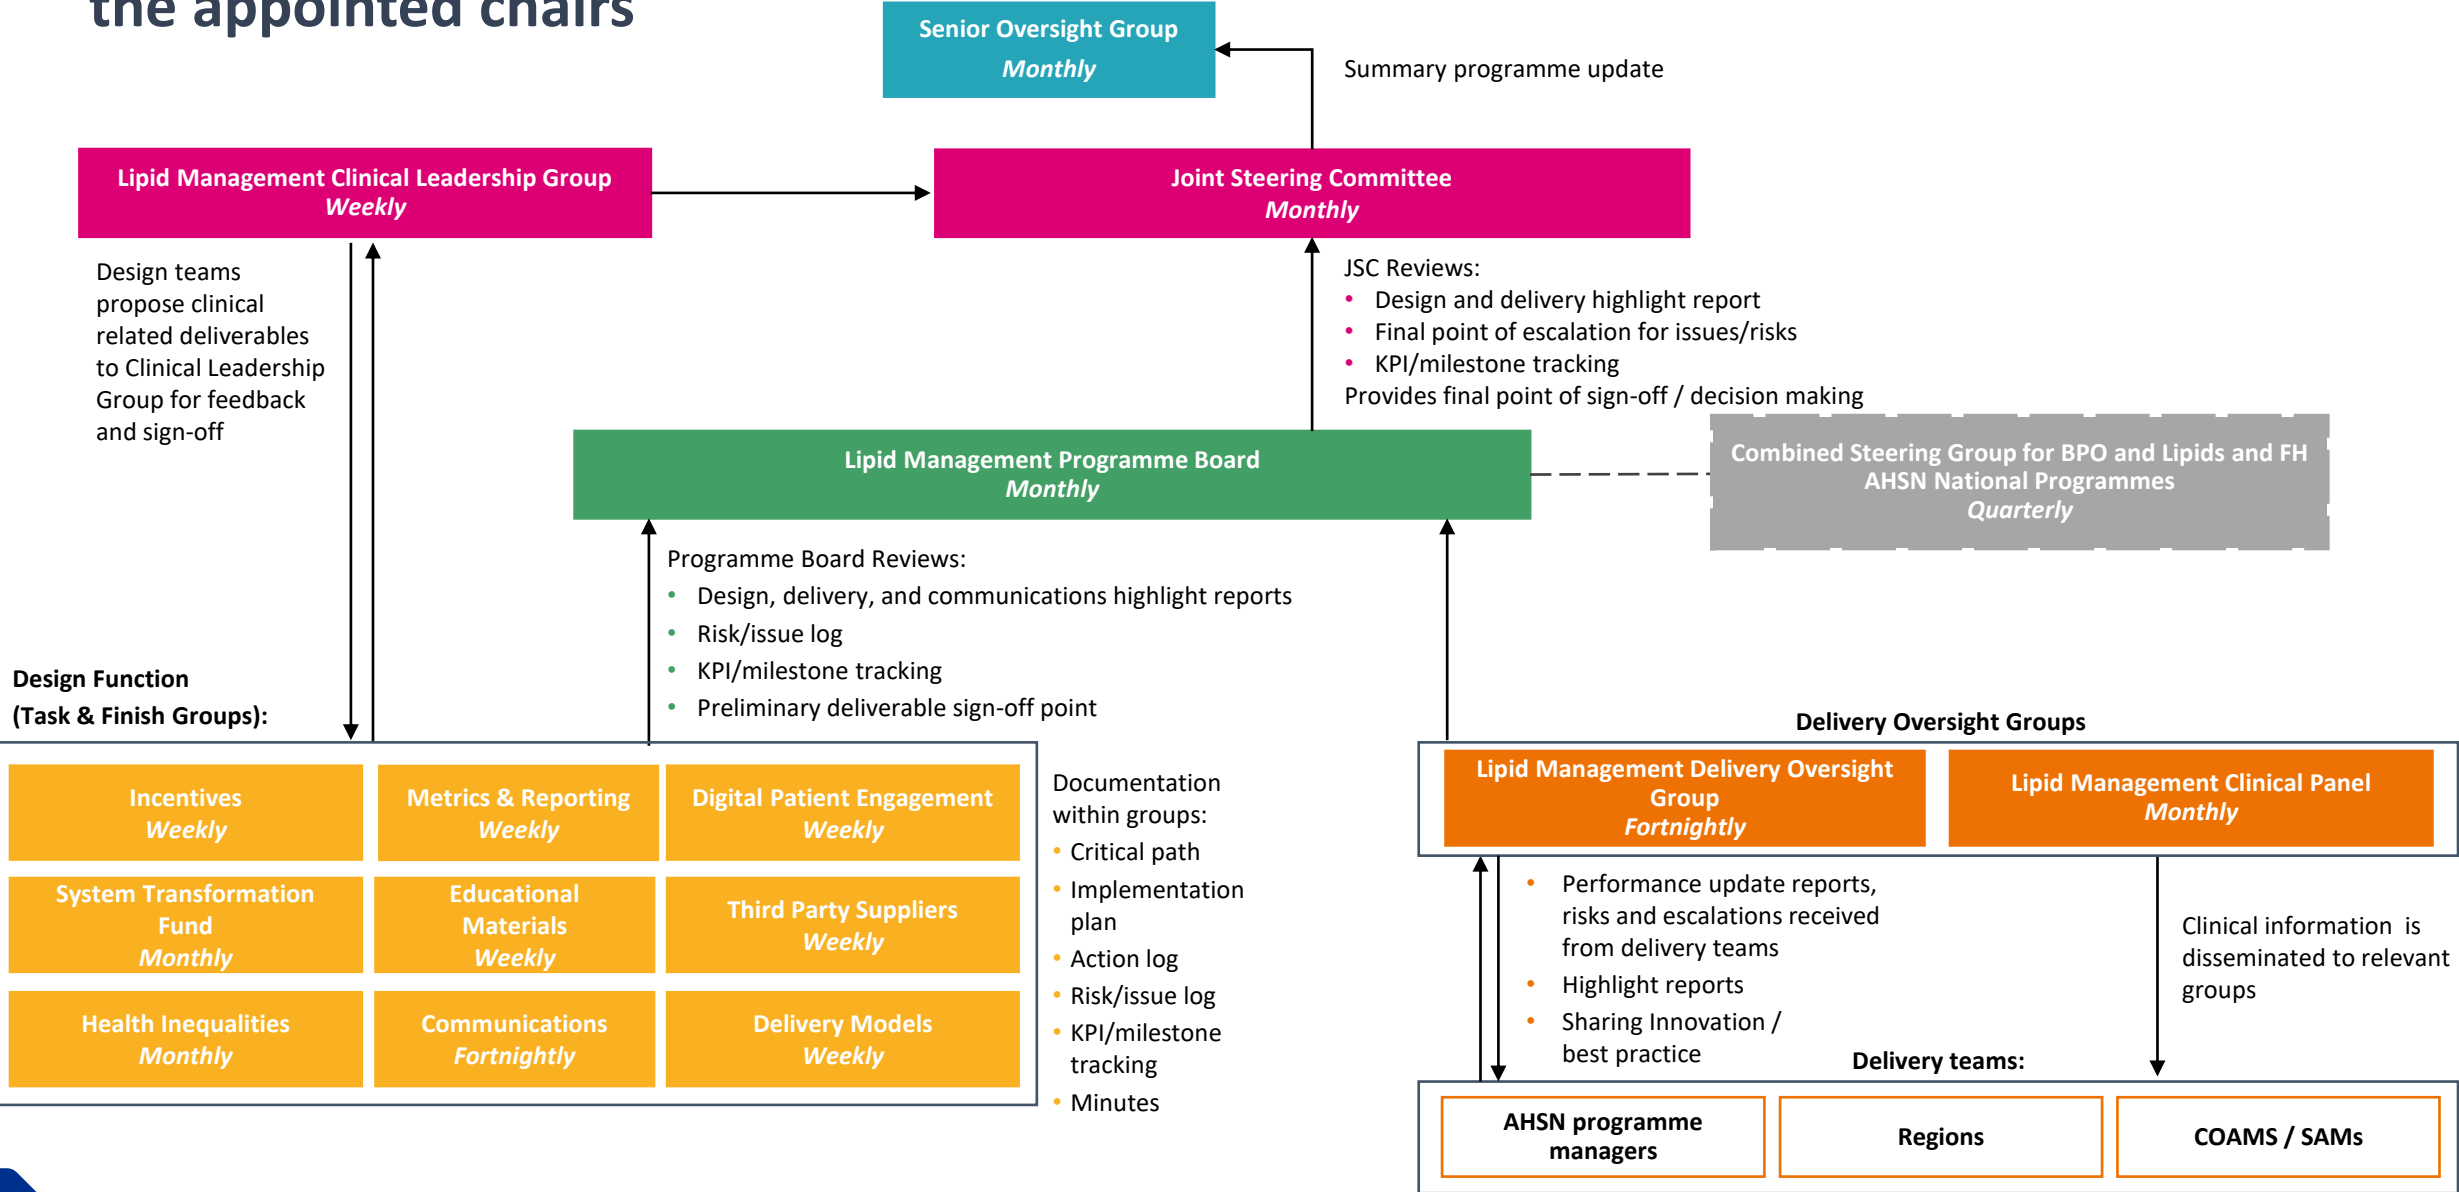 the appointed chairs
Senior Oversight Group
Monthly
Summary programme update
Lipid Management Clinical Leadership Group
Weekly
Joint Steering Committee
Monthly
Design teams
propose clinical
related deliverables
to Clinical Leadership
Group for feedback
and sign-off
JSC Reviews:
• Design and delivery highlight report
• Final point of escalation for issues/risks
• KPI/milestone tracking
Provides final point of sign-off / decision making
Lipid Management Programme Board
Monthly
Combined Steering Group for BPO and Lipids and FH
AHSN National Programmes
Quarterly
Programme Board Reviews:
• Design, delivery, and communications highlight reports
• Risk/issue log
• KPI/milestone tracking
• Preliminary deliverable sign-off point
Design Function
(Task & Finish Groups):
Incentives
Weekly
Metrics & Reporting
Weekly
Digital Patient Engagement
Weekly
System Transformation
Fund
Monthly
Educational
Materials
Weekly
Third Party Suppliers
Weekly
Health Inequalities
Monthly
Communications
Fortnightly
Delivery Models
Weekly
Documentation
within groups:
• Critical path
• Implementation
plan
• Action log
• Risk/issue log
• KPI/milestone
tracking
• Minutes
Delivery Oversight Groups
Lipid Management Delivery Oversight
Group
Fortnightly
Lipid Management Clinical Panel
Monthly
• Performance update reports,
risks and escalations received
from delivery teams
• Highlight reports
• Sharing Innovation /
best practice
Clinical information is
disseminated to relevant
groups
Delivery teams:
AHSN programme
managers
Regions
COAMS / SAMs